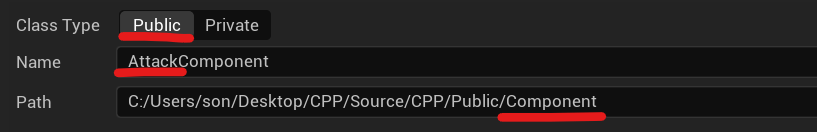 Class Type Public Private
Name AttackComponent
Path C:/Users/son/Desktop/CPP/Source/CPP/Public/Component